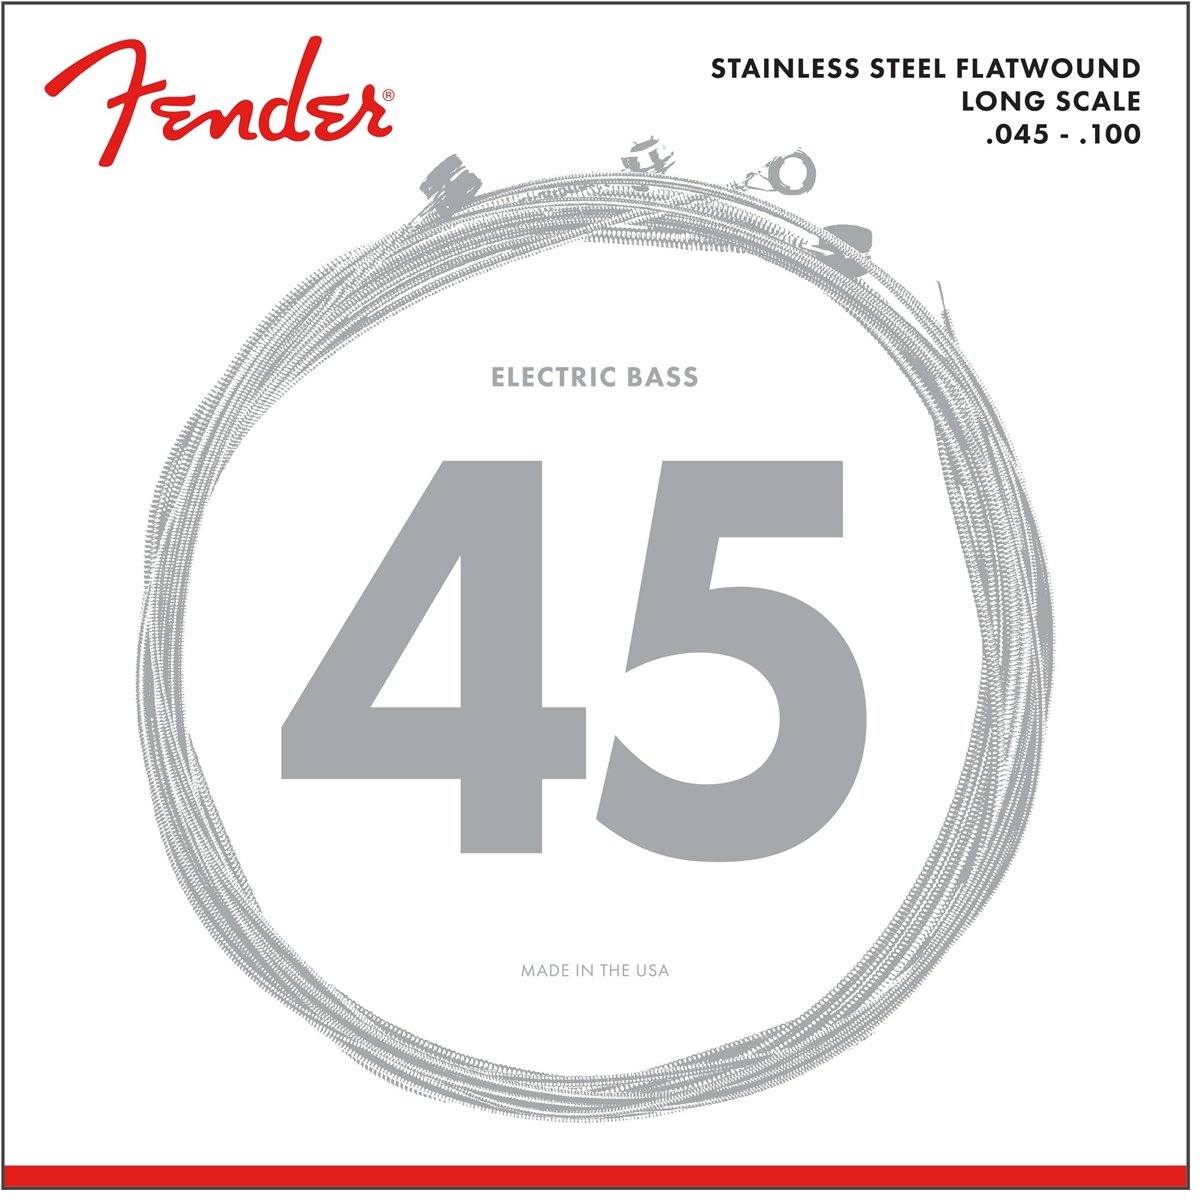 Fender®
STAINLESS STEEL FLATWOUND
LONG SCALE
.045 - .100
ELECTRIC BASS
45
MADE IN THE USA